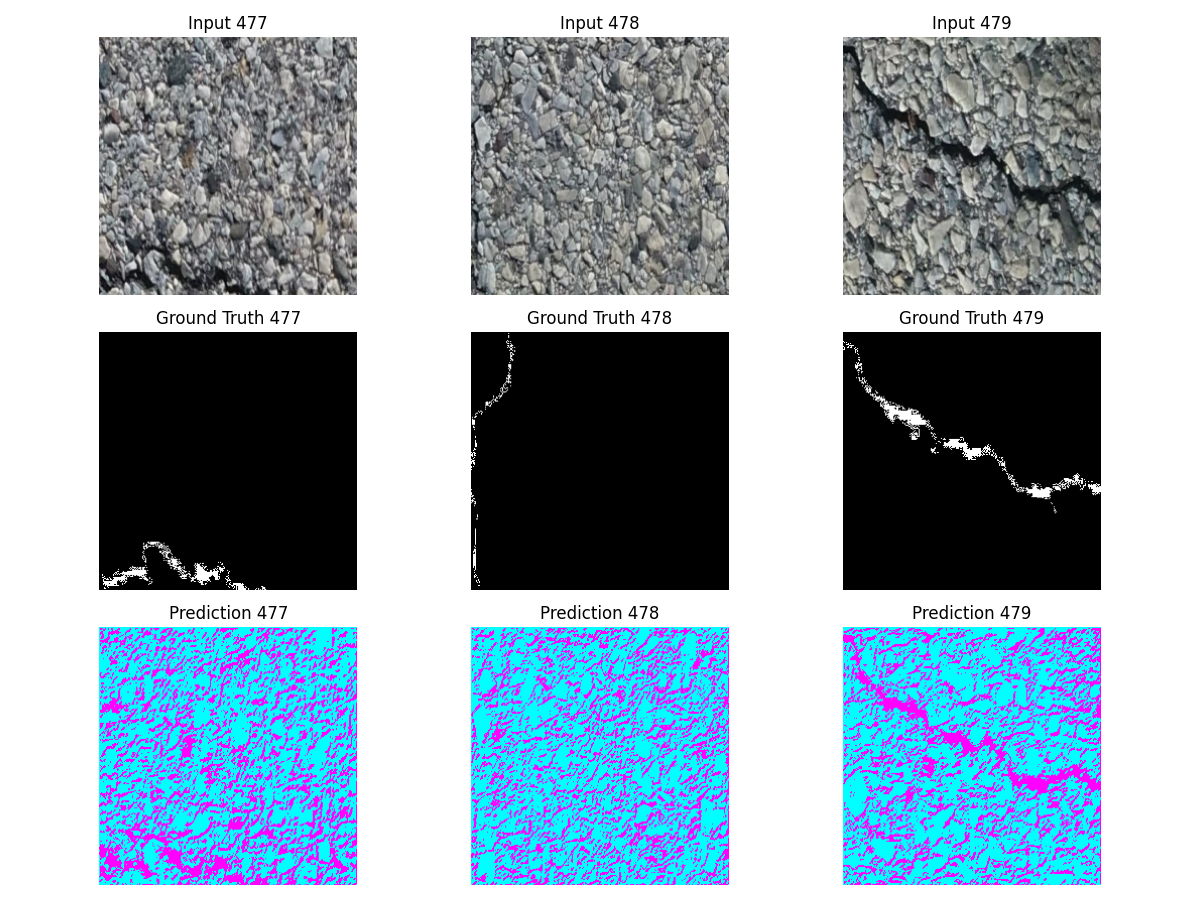 Input 477
Input 478
Input 479
Ground Truth 477
Ground Truth 478
Ground Truth 479
Prediction 477
Prediction 478
Prediction 479